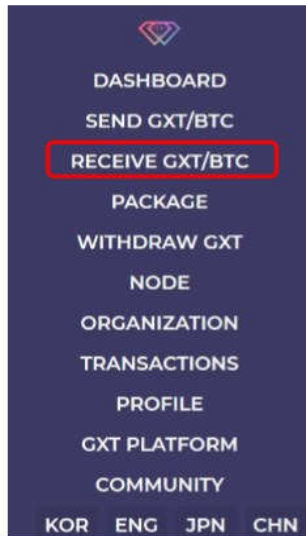 DASHBOARD
SEND GXT/BTC
RECEIVE GXT/BTC
PACKAGE
WITHDRAW GXT
NODE
ORGANIZATION
TRANSACTIONS
PROFILE
GXT PLATFORM
COMMUNITY
KOR ENG JPN CHN